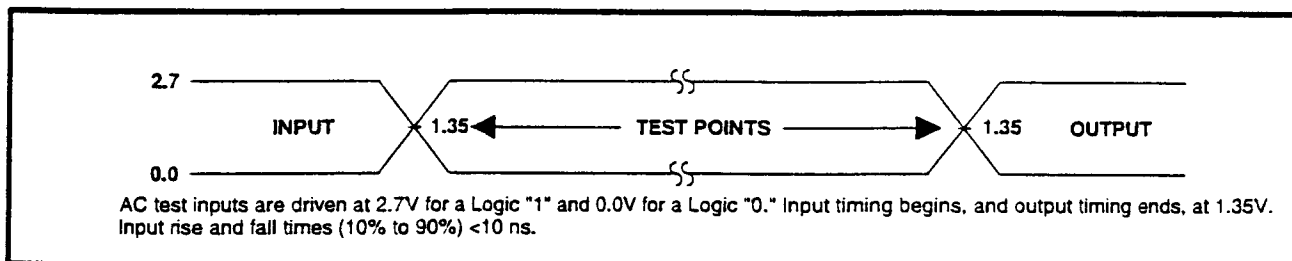 2.7
INPUT 1.35 TEST POINTS 1.35 OUTPUT
0.0
AC test inputs are driven at 2.7V for a Logic "1" and 0.0V for a Logic "0." Input timing begins, and output timing ends, at 1.35V.
Input rise and fall times (10% to 90%) <10 ns.